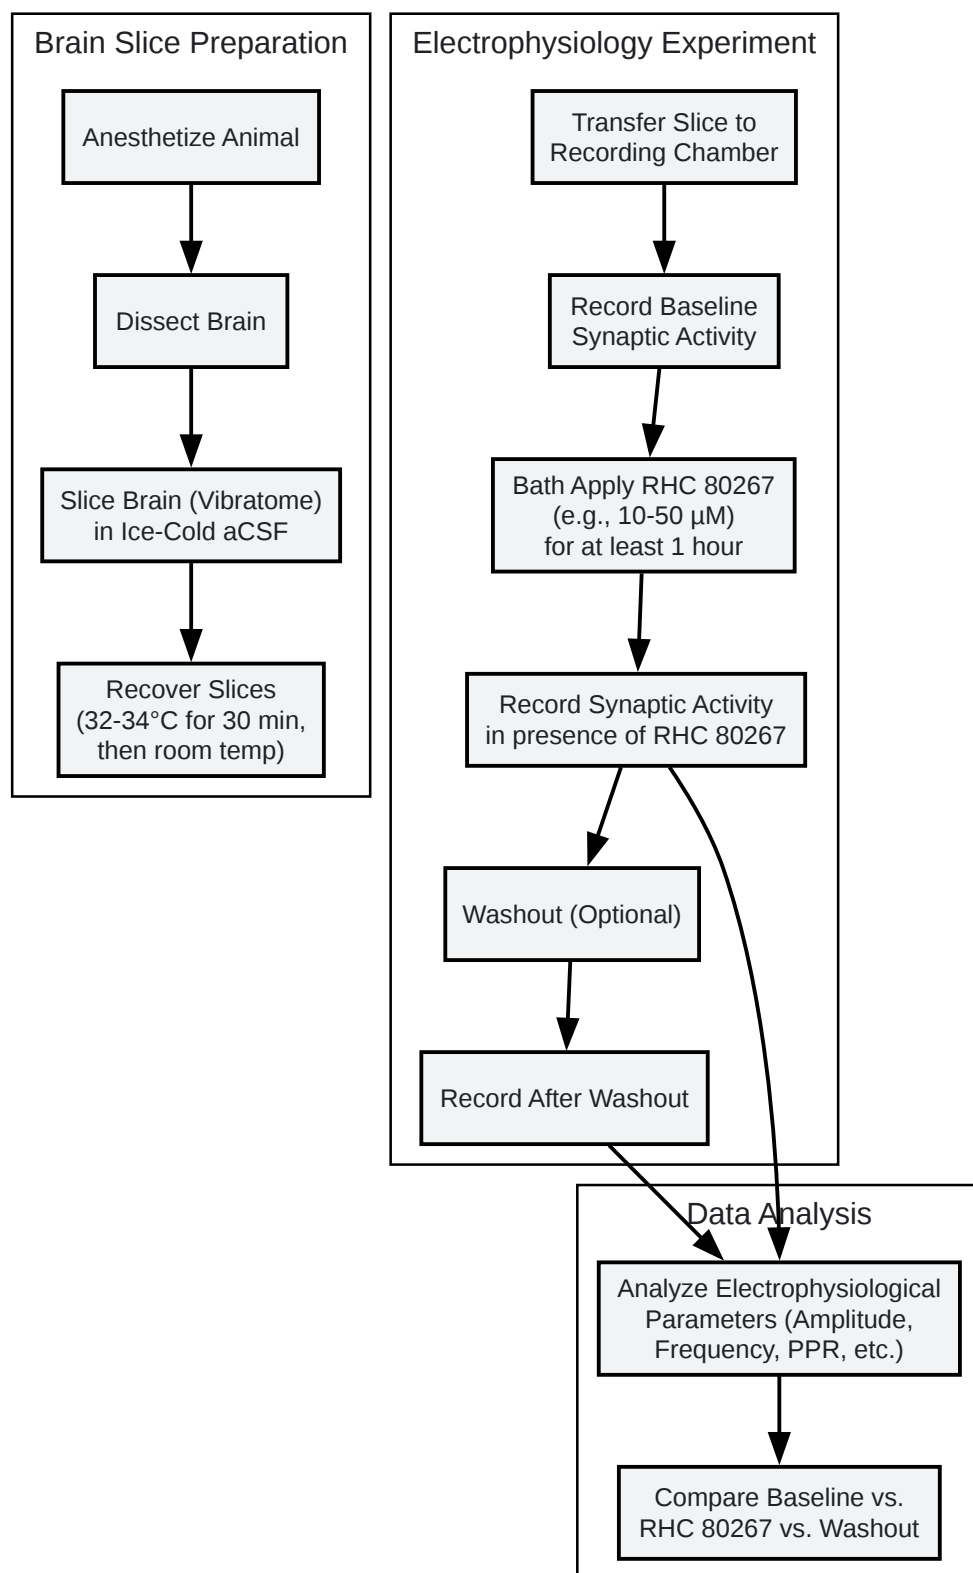 Brain Slice Preparation
Anesthetize Animal
Dissect Brain
Slice Brain (Vibratome)
in Ice-Cold aCSF
Recover Slices
(32-34°C for 30 min,
then room temp)
Electrophysiology Experiment
Transfer Slice to
Recording Chamber
Record Baseline
Synaptic Activity
Bath Apply RHC 80267
(e.g., 10-50 µM)
for at least 1 hour
Record Synaptic Activity
in presence of RHC 80267
Washout (Optional)
Record After Washout
Data Analysis
Analyze Electrophysiological
Parameters (Amplitude,
Frequency, PPR, etc.)
Compare Baseline vs.
RHC 80267 vs. Washout